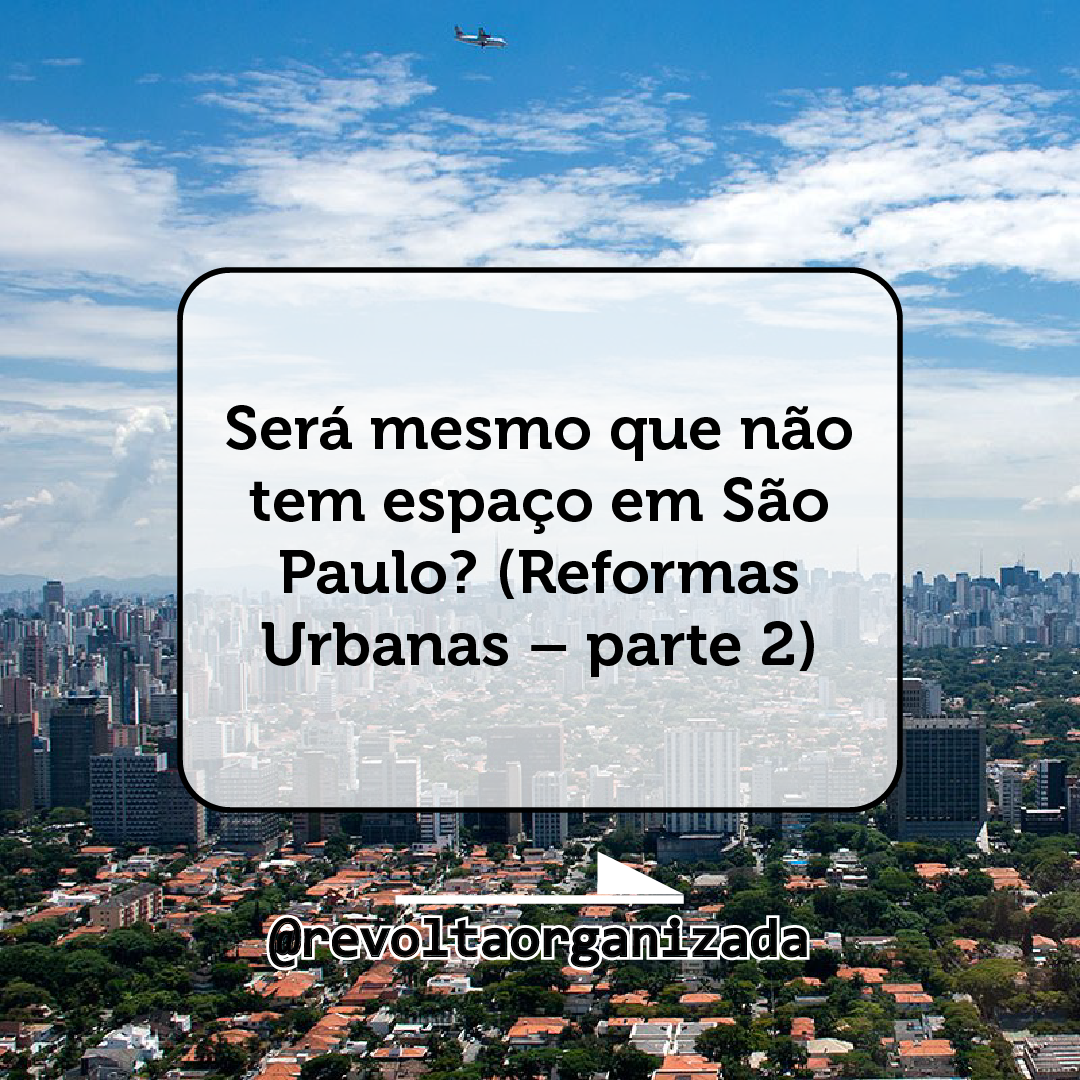 Será mesmo que não
tem espaço em São
Paulo? (Reformas
Urbanas – parte 2)
@revoltaorganizada